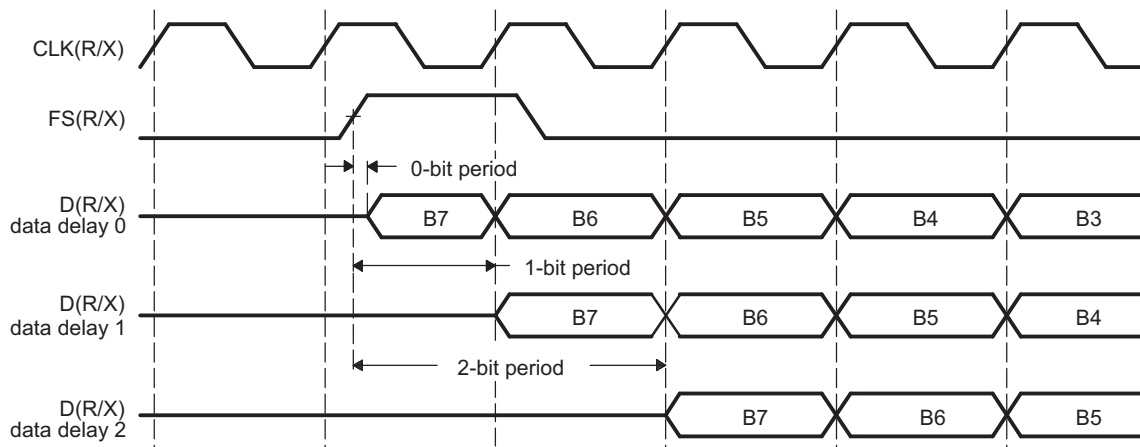 CLK(R/X)
FS(R/X)
0-bit period
D(R/X)
data delay 0
B7 B6 B5 B4 B3
1-bit period
D(R/X)
data delay 1
B7 B6 B5 B4
2-bit period
D(R/X)
data delay 2
B7 B6 B5